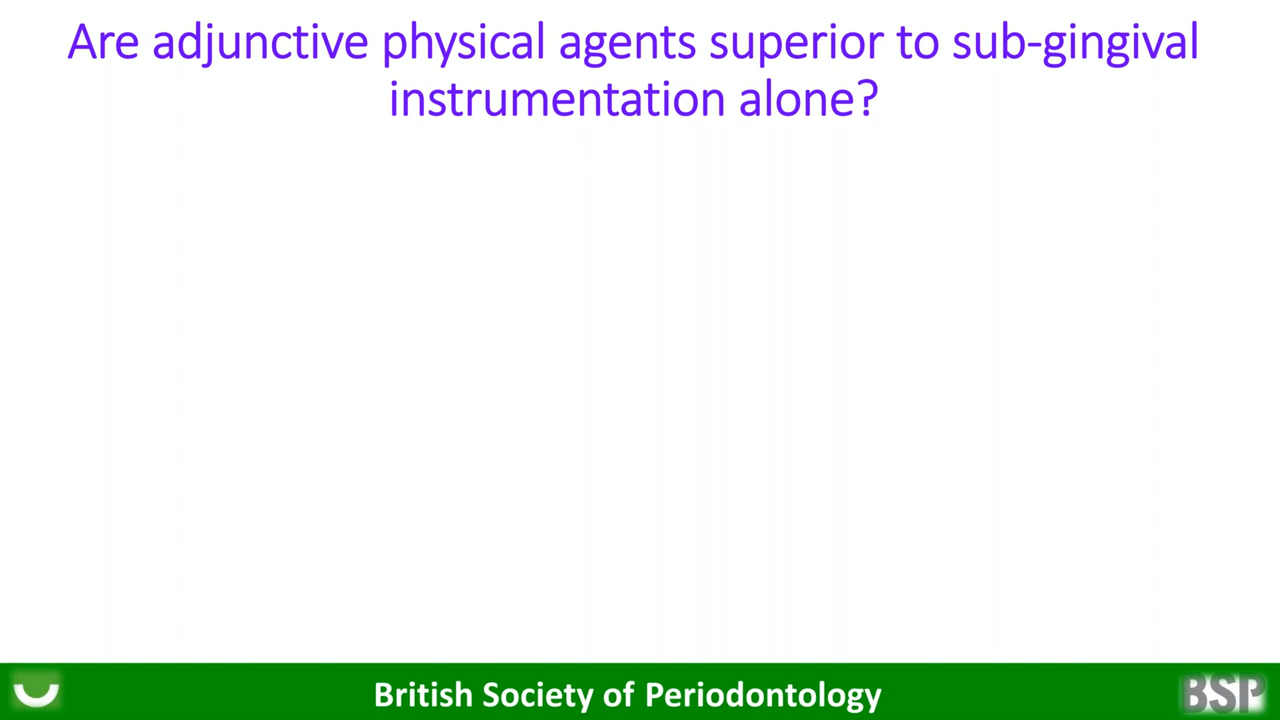 Are adjunctive physical agents superior to sub-gingival
instrumentation alone?
British Society of Periodontology
BSP